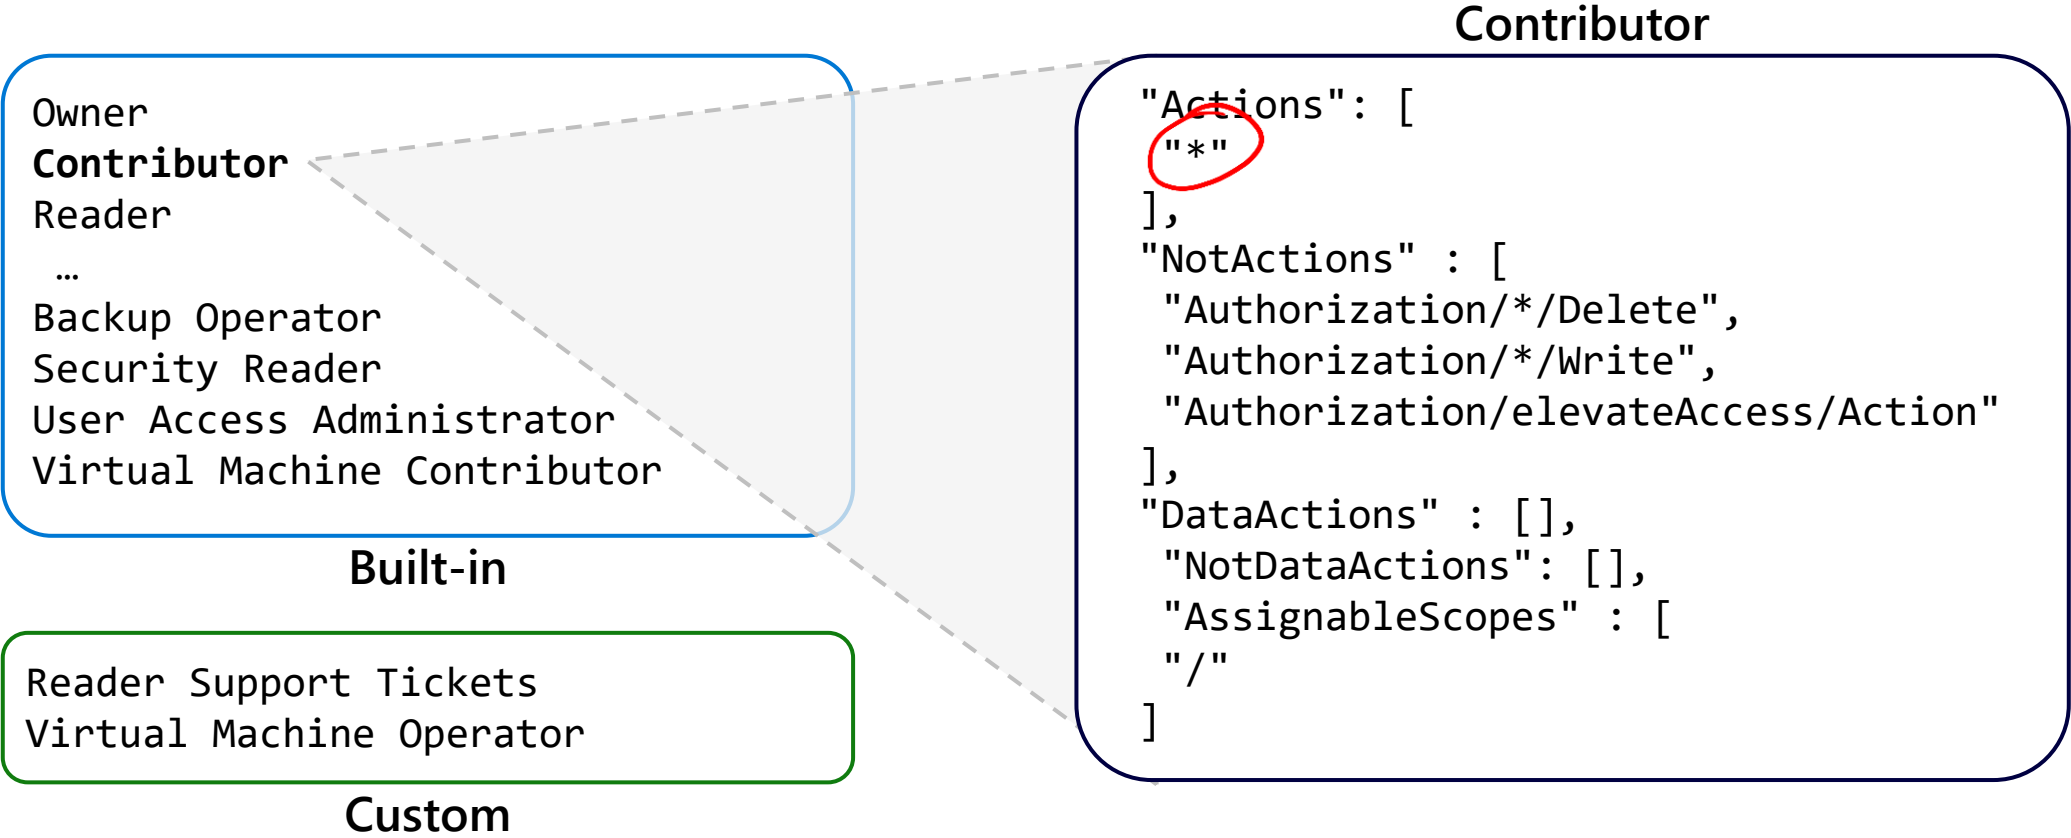 Owner
Contributor
Reader
…
Backup Operator
Security Reader
User Access Administrator
Virtual Machine Contributor
Built-in
Reader Support Tickets
Virtual Machine Operator
Custom
Contributor
"Actions": [
"*"
],
"NotActions" : [
"Authorization/*/Delete",
"Authorization/*/Write",
"Authorization/elevateAccess/Action"
],
"DataActions" : [],
"NotDataActions": [],
"AssignableScopes" : [
"/"
]